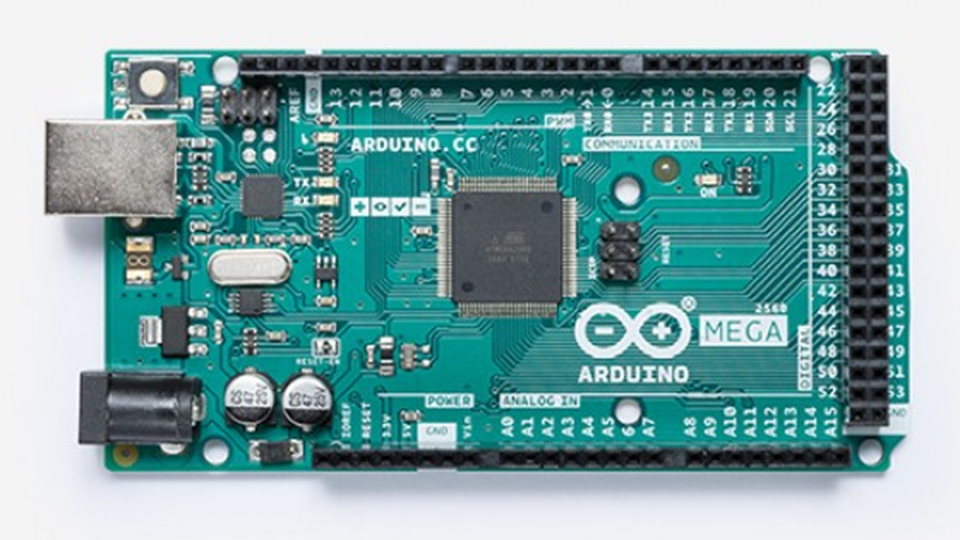 AREF
GND
13 12 11 10 9 8 7 6 5 4 3 2 1 0
TX3 14
RX3 15
TX2 16
RX2 17
TX1 18
RX1 19
SDA 20
SCL 21
PWM
COMMUNICATION
ARDUINO.CC
L
TX
RX
ON
ICSP
RESET
2560
MEGA
ARDUINO
DIGITAL
22
24
26
28
30 31
32 33
34 35
36 37
38 39
40 41
42 43
44 45
46 47
48 49
50 51
52 53
GND
RESET-EN
POWER
ANALOG IN
IOREF
RESET
3.3V
5V
GND
Vin
A0 A1 A2 A3 A4 A5 6 A7 A8 A9 A10 A11 A12 A13 A14 A15